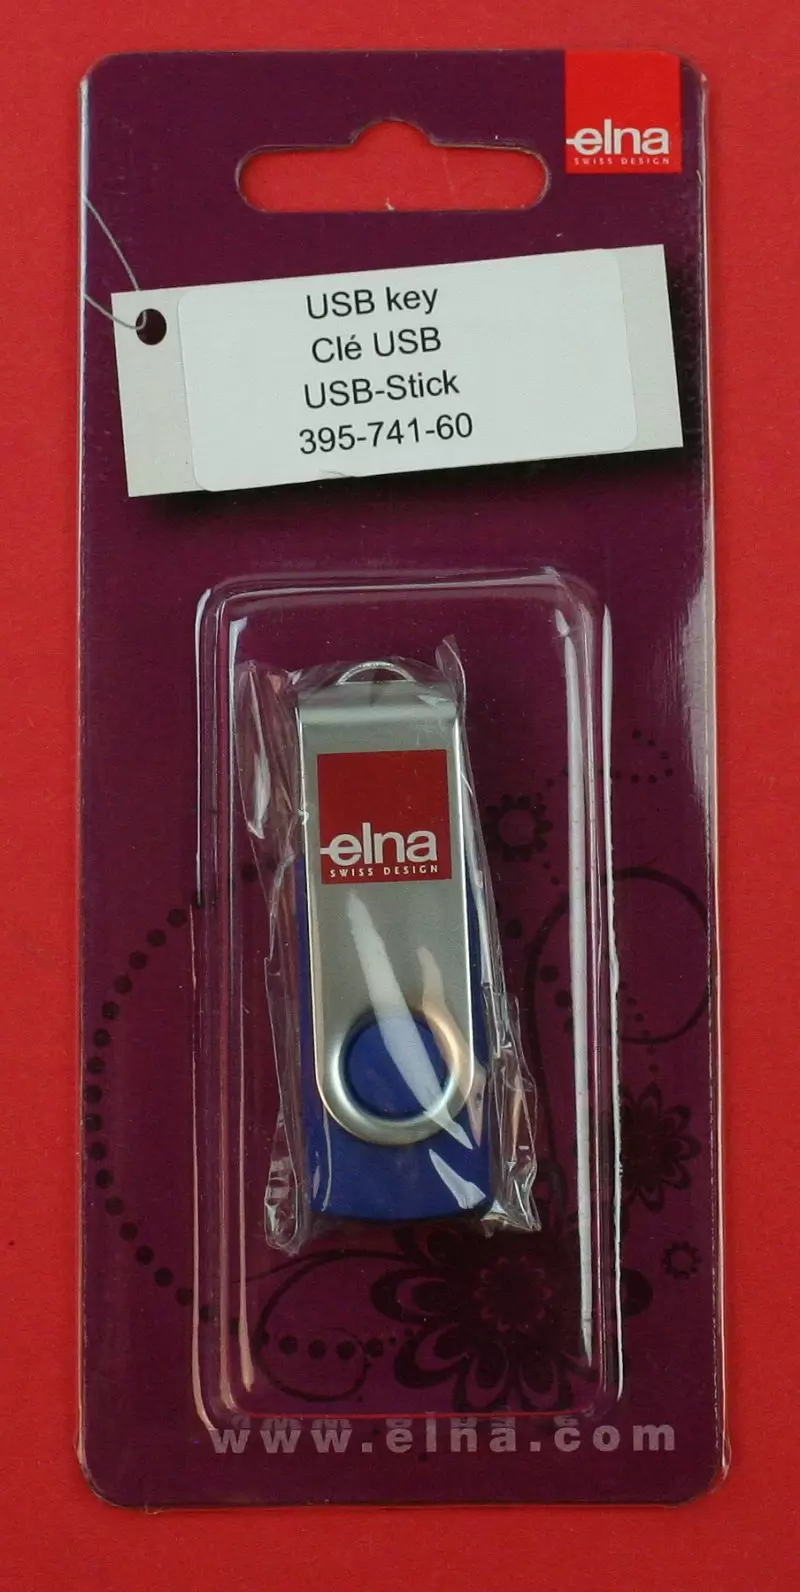 elna
SWISS DESIGN
USB key
Clé USB
USB-Stick
395-741-60
elna
SWISS DESIGN
www.elna.com